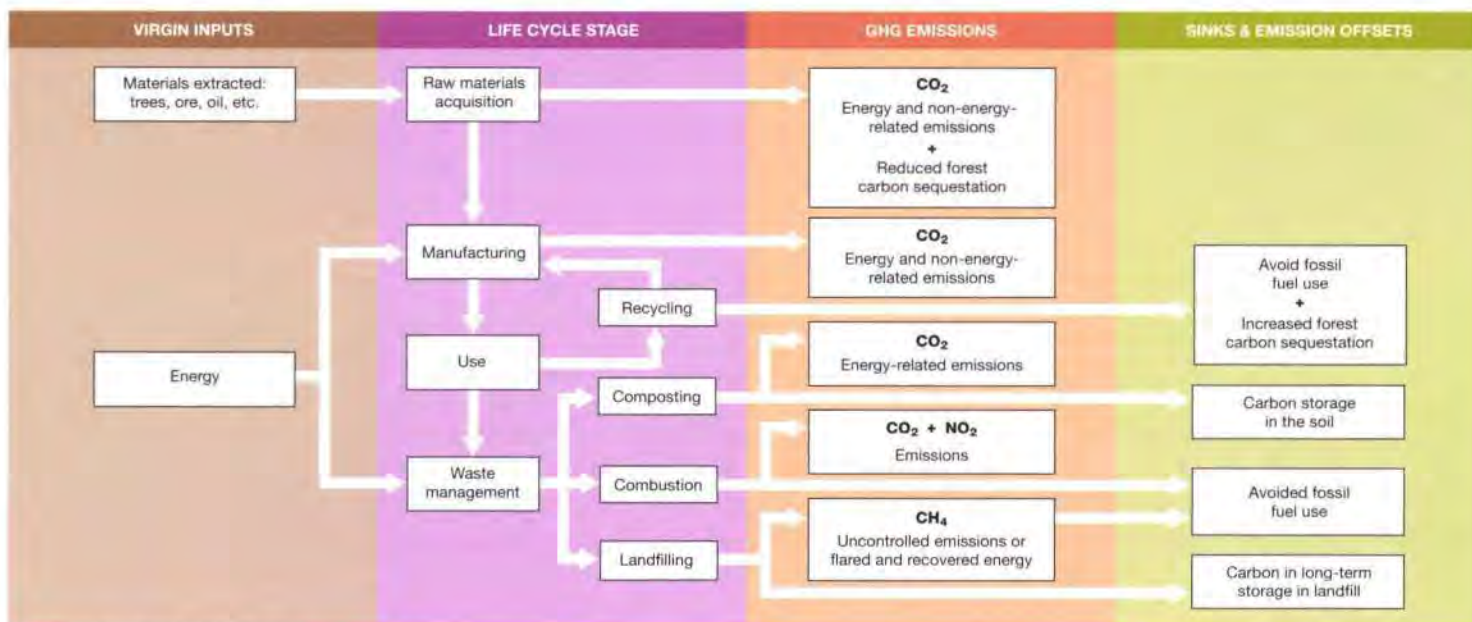 VIRGIN INPUTS
LIFE CYCLE STAGE
GHG EMISSIONS
SINKS & EMISSION OFFSETS
Materials extracted:
trees, ore, oil, etc.
Raw materials
acquisition
CO₂
Energy and non-energy-
related emissions
+
Reduced forest
carbon sequestation
Manufacturing
CO₂
Energy and non-energy-
related emissions
Avoid fossil
fuel use
+
Increased forest
carbon sequestation
Recycling
Energy
Use
CO₂
Energy-related emissions
Composting
Carbon storage
in the soil
CO₂ + NO₂
Emissions
Waste
management
Combustion
Avoided fossil
fuel use
CH₄
Uncontrolled emissions or
flared and recovered energy
Landfilling
Carbon in long-term
storage in landfill